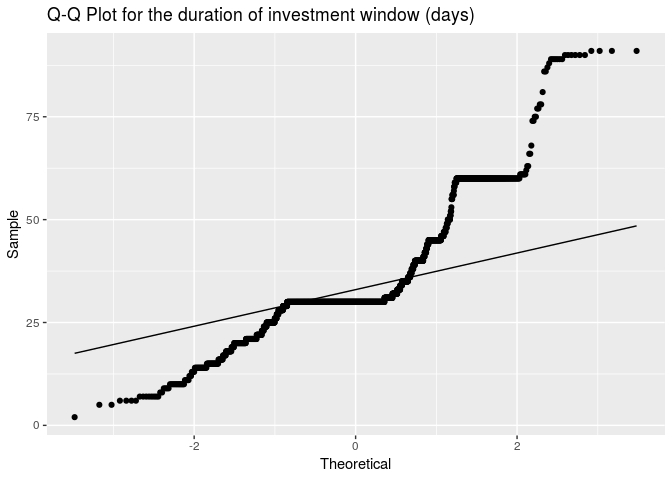 Q-Q Plot for the duration of investment window (days)
75
50
25
0
Sample
-2
0
2
Theoretical